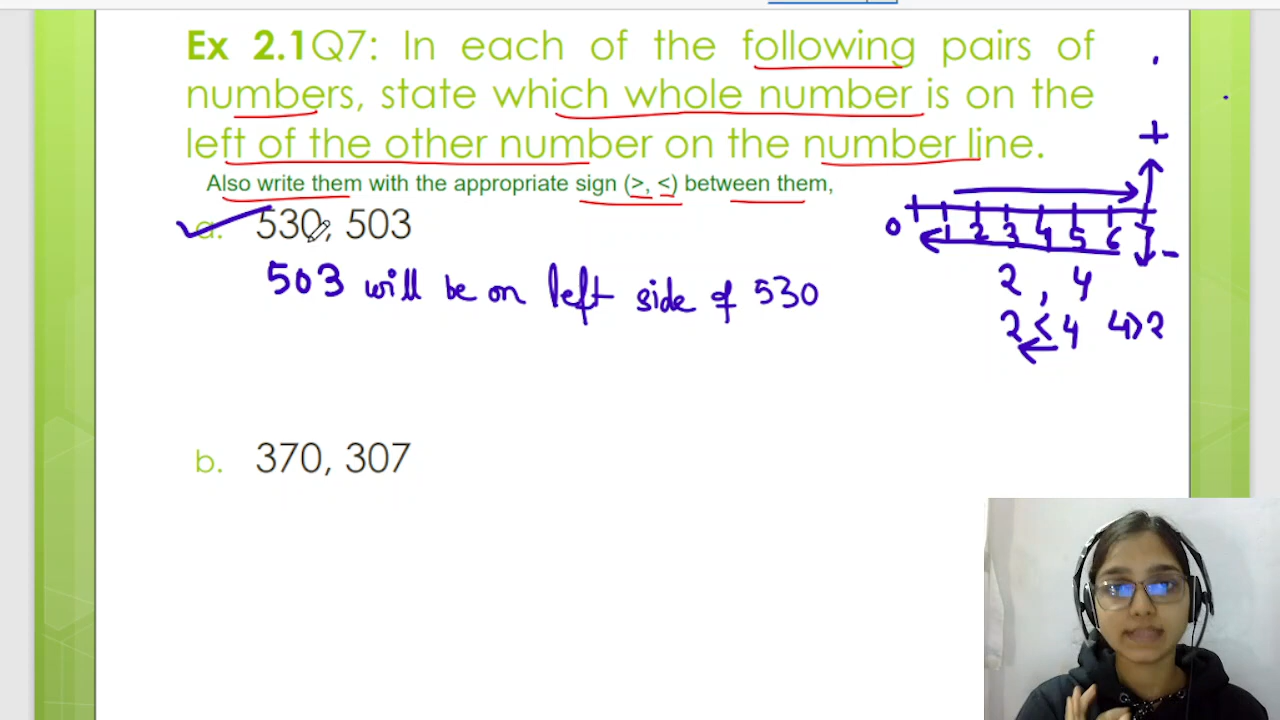 Ex 2.1Q7: In each of the following pairs of
numbers, state which whole number is on the
left of the other number on the number line.
Also write them with the appropriate sign (>, <) between them,
a. 530, 503
503 will be on left side of 530
b. 370, 307
+
0 1 2 3 4 5 6 7 -
2, 4
2 < 4 4 > 2